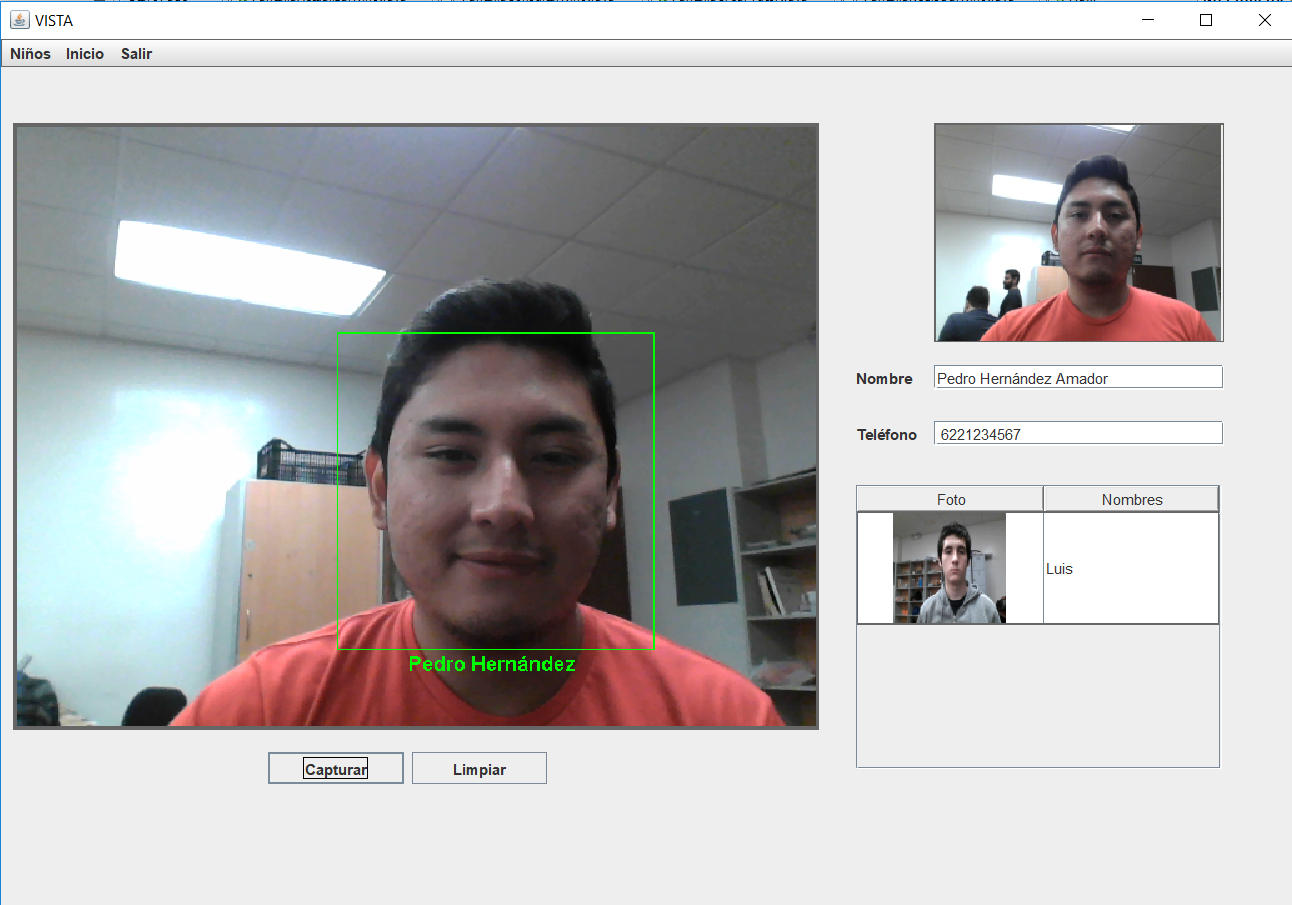 VISTA
Niños Inicio Salir
Pedro Hernández
Capturar Limpiar
Nombre Pedro Hernández Amador
Teléfono 6221234567
Foto Nombres
Luis